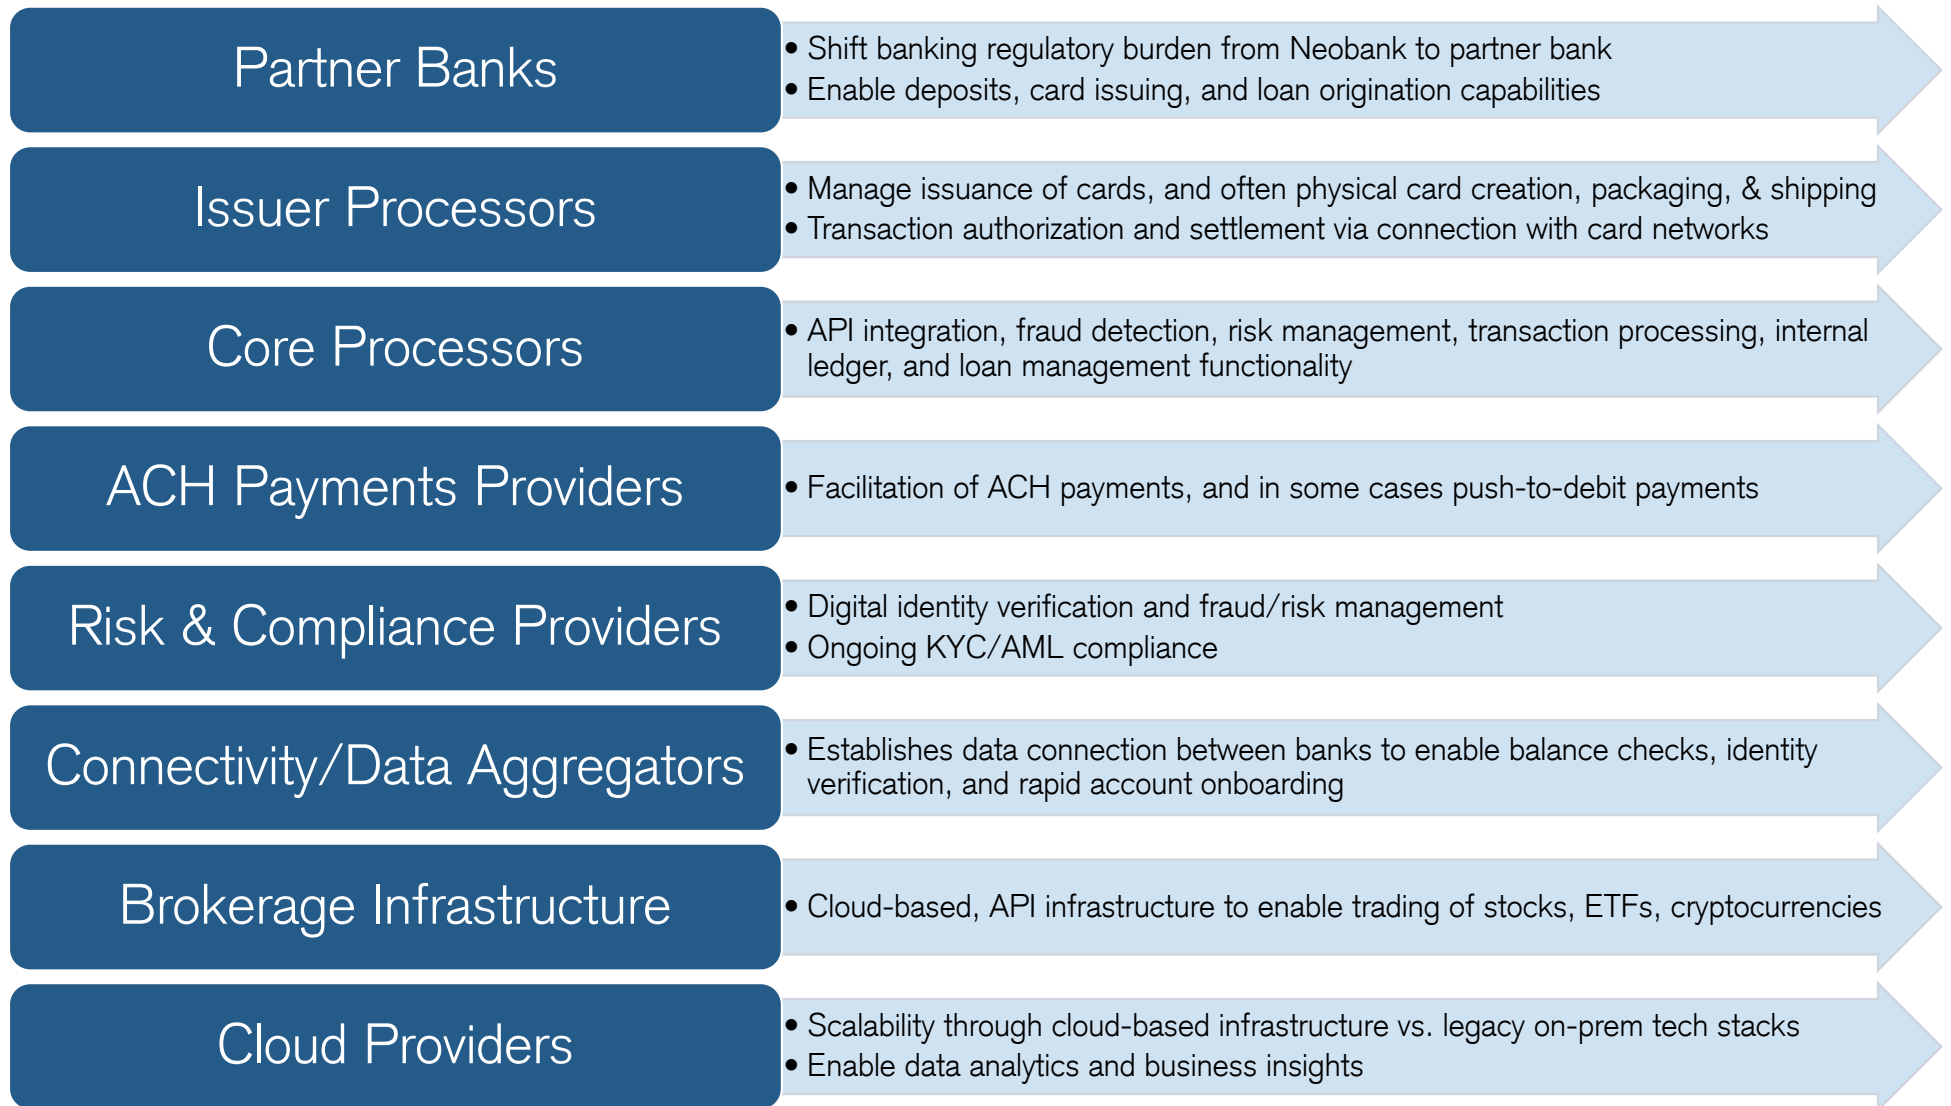 Partner Banks
• Shift banking regulatory burden from Neobank to partner bank
• Enable deposits, card issuing, and loan origination capabilities
Issuer Processors
• Manage issuance of cards, and often physical card creation, packaging, & shipping
• Transaction authorization and settlement via connection with card networks
Core Processors
• API integration, fraud detection, risk management, transaction processing, internal
ledger, and loan management functionality
ACH Payments Providers
• Facilitation of ACH payments, and in some cases push-to-debit payments
Risk & Compliance Providers
• Digital identity verification and fraud/risk management
• Ongoing KYC/AML compliance
Connectivity/Data Aggregators
• Establishes data connection between banks to enable balance checks, identity
verification, and rapid account onboarding
Brokerage Infrastructure
• Cloud-based, API infrastructure to enable trading of stocks, ETFs, cryptocurrencies
Cloud Providers
• Scalability through cloud-based infrastructure vs. legacy on-prem tech stacks
• Enable data analytics and business insights